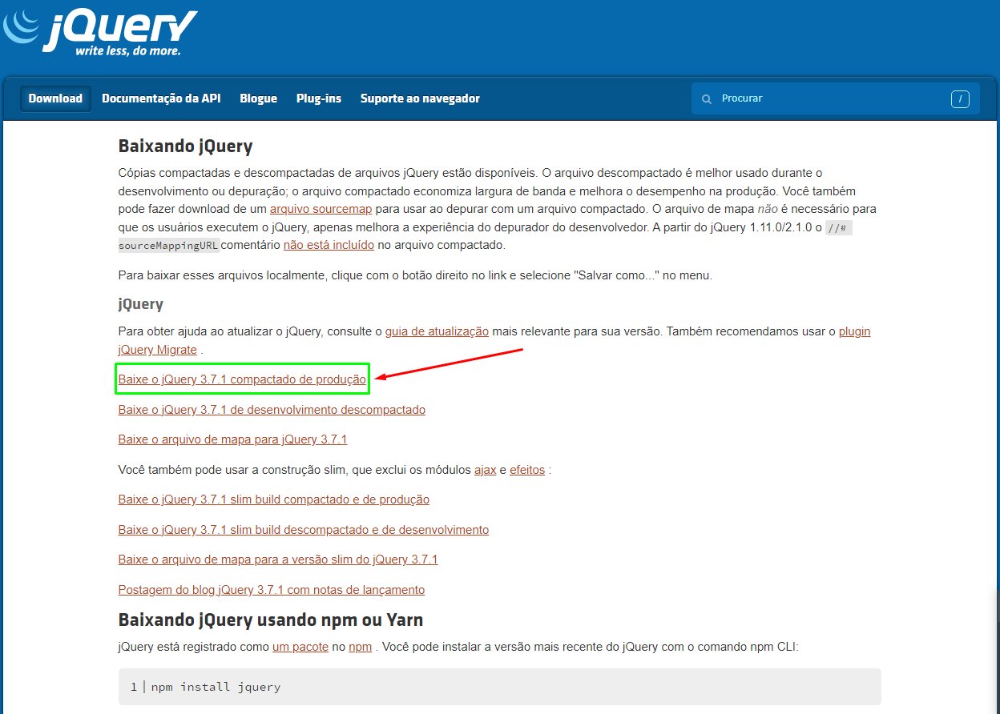 jQuery
write less, do more.
Download Documentação da API Blogue Plug-ins Suporte ao navegador Procurar /
Baixando jQuery
Cópias compactadas e descompactadas de arquivos jQuery estão disponíveis. O arquivo descompactado é melhor usado durante o
desenvolvimento ou depuração; o arquivo compactado economiza largura de banda e melhora o desempenho na produção. Você também
pode fazer download de um arquivo sourcemap para usar ao depurar com um arquivo compactado. O arquivo de mapa não é necessário para
que os usuários executem o jQuery, apenas melhora a experiência do depurador do desenvolvedor. A partir do jQuery 1.11.0/2.1.0 o //#
sourceMappingURL comentário não está incluído no arquivo compactado.
Para baixar esses arquivos localmente, clique com o botão direito no link e selecione "Salvar como..." no menu.
jQuery
Para obter ajuda ao atualizar o jQuery, consulte o guia de atualização mais relevante para sua versão. Também recomendamos usar o plugin
jQuery Migrate .
Baixe o jQuery 3.7.1 compactado de produção
Baixe o jQuery 3.7.1 de desenvolvimento descompactado
Baixe o arquivo de mapa para jQuery 3.7.1
Você também pode usar a construção slim, que exclui os módulos ajax e efeitos :
Baixe o jQuery 3.7.1 slim build compactado e de produção
Baixe o jQuery 3.7.1 slim build descompactado e de desenvolvimento
Baixe o arquivo de mapa para a versão slim do jQuery 3.7.1
Postagem do blog jQuery 3.7.1 com notas de lançamento
Baixando jQuery usando npm ou Yarn
jQuery está registrado como um pacote no npm . Você pode instalar a versão mais recente do jQuery com o comando npm CLI:
1 | npm install jquery